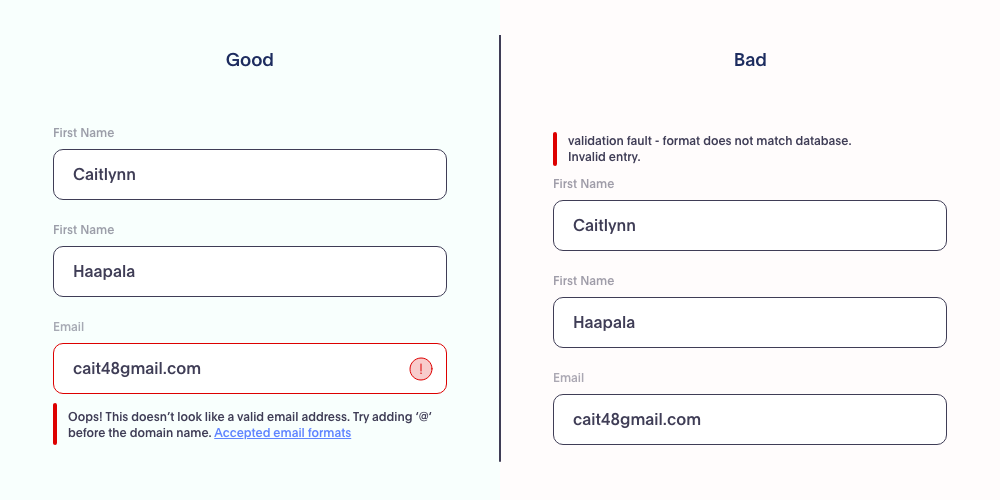 Good
First Name
Caitlynn
First Name
Haapala
Email
cait48gmail.com
!
Oops! This doesn’t look like a valid email address. Try adding ‘@‘
before the domain name. Accepted email formats
Bad
validation fault - format does not match database.
Invalid entry.
First Name
Caitlynn
First Name
Haapala
Email
cait48gmail.com